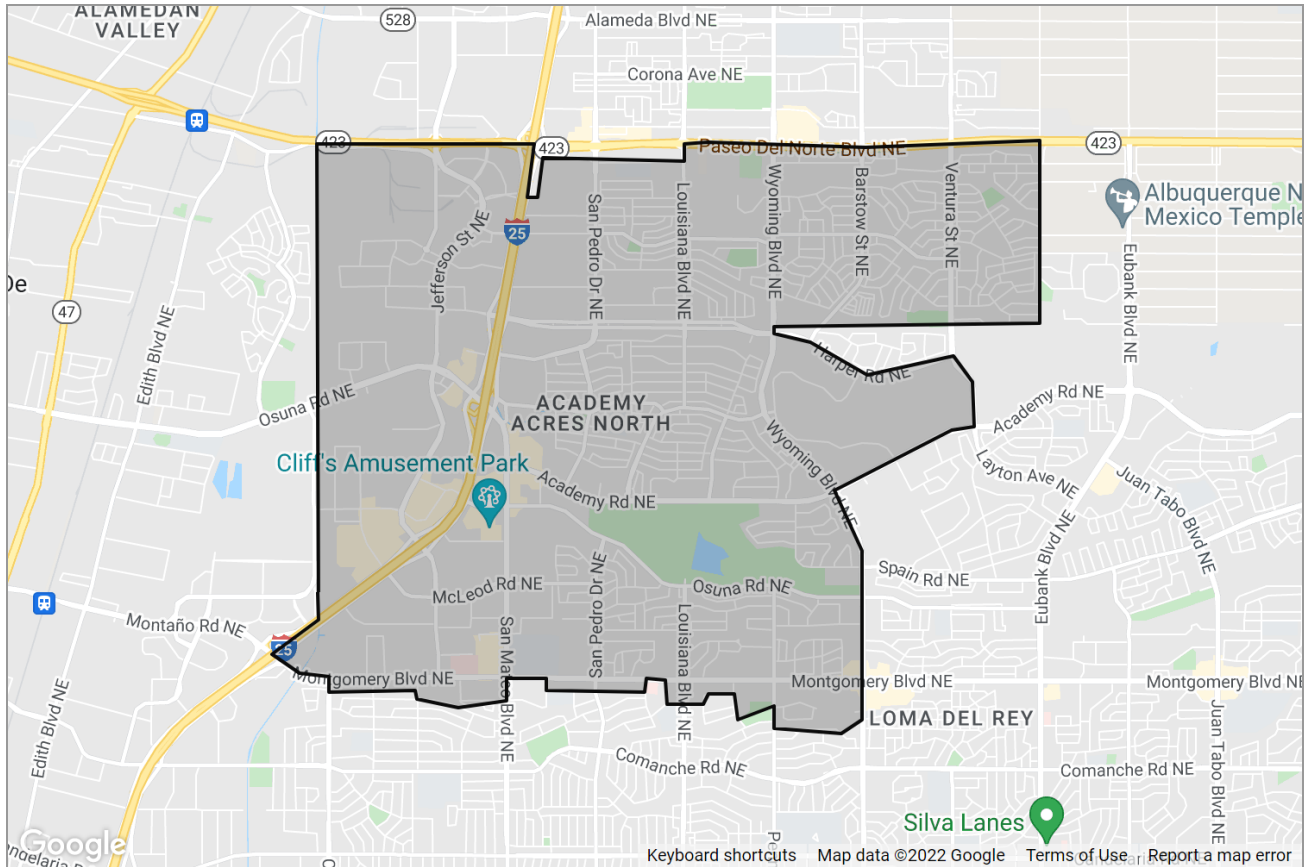 ALAMEDAN
VALLEY
528
Alameda Blvd NE
Corona Ave NE
423
423
Paseo Del Norte Blvd NE
423
Albuquerque N
Mexico Temple
San Pedro Dr NE
Louisiana Blvd NE
Wyoming Blvd NE
Barstow St NE
Ventura St NE
25
Jefferson St NE
De
47
Edith Blvd NE
Eubank Blvd NE
Harper Rd NE
Osuna Rd NE
ACADEMY
ACRES NORTH
Academy Rd NE
Cliff's Amusement Park
Wyoming Blvd NE
Layton Ave NE
Juan Tabo Blvd NE
Academy Rd NE
Eubank Blvd NE
San Pedro Dr NE
Spain Rd NE
McLeod Rd NE
Osuna Rd NE
Montaño Rd NE
25
San Mateo Blvd NE
Louisiana Blvd NE
Montgomery Blvd NE
Montgomery Blvd NE
Montgomery Blvd NE
Edith Blvd NE
LOMA DEL REY
Juan Tabo Blvd NE
Comanche Rd NE
Comanche Rd NE
Silva Lanes
Google
Keyboard shortcuts
Map data ©2022 Google
Terms of Use
Report a map error